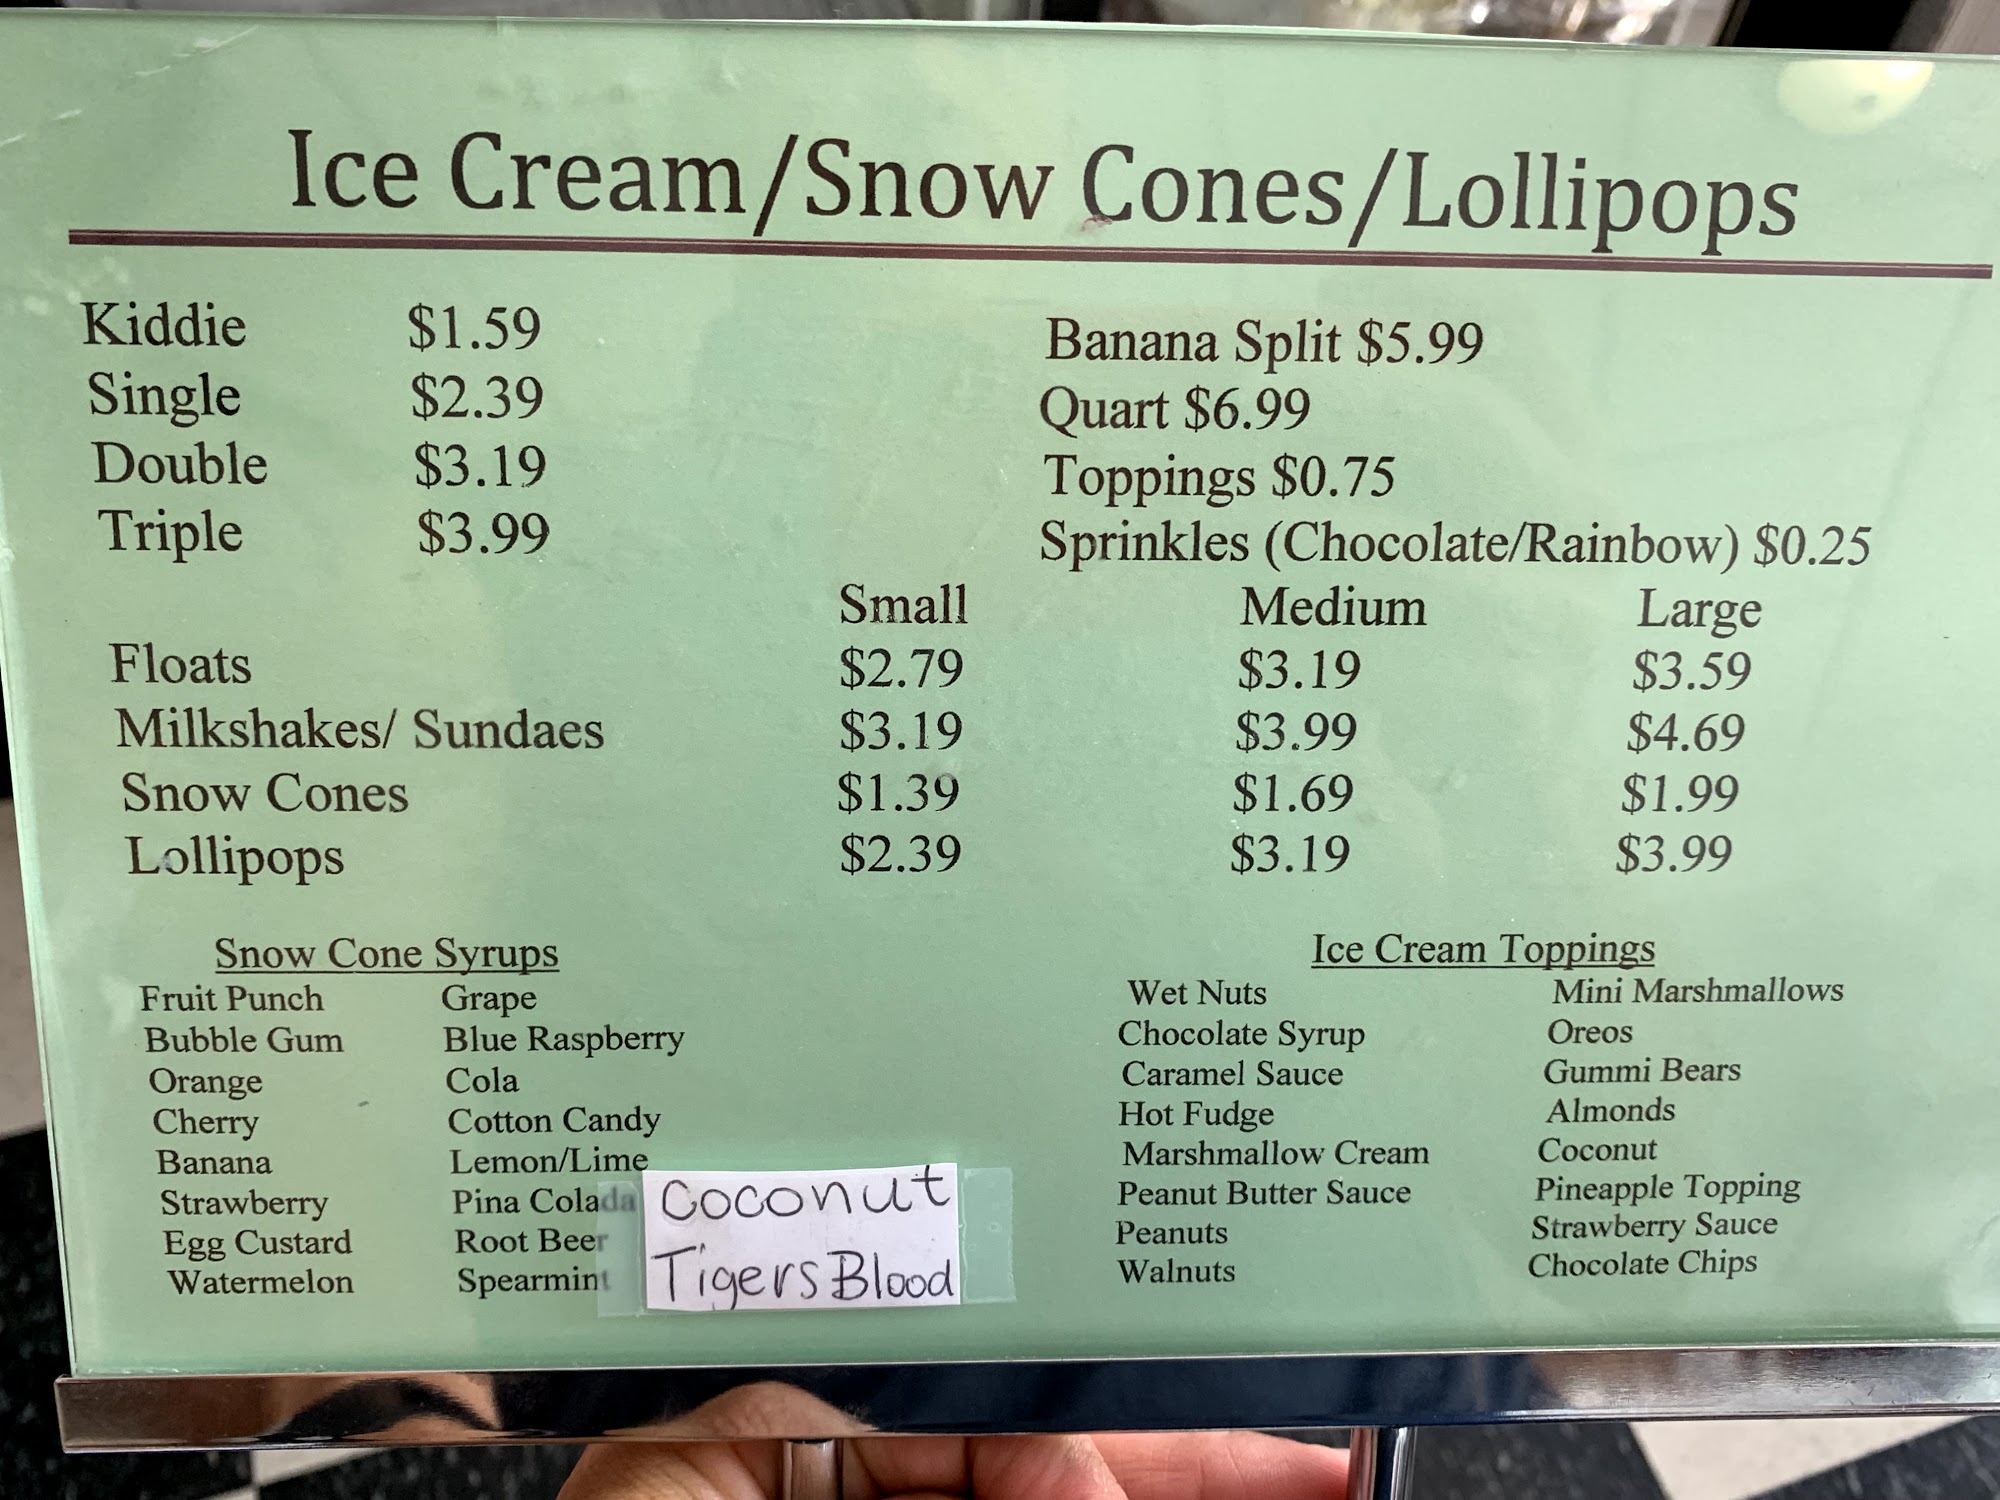 Ice Cream/Snow Cones/Lollipops
Kiddie $1.59
Single $2.39
Double $3.19
Triple $3.99
Banana Split $5.99
Quart $6.99
Toppings $0.75
Sprinkles (Chocolate/Rainbow) $0.25
Small Medium Large
Floats $2.79 $3.19 $3.59
Milkshakes/ Sundaes $3.19 $3.99 $4.69
Snow Cones $1.39 $1.69 $1.99
Lollipops $2.39 $3.19 $3.99
Snow Cone Syrups
Fruit Punch Grape
Bubble Gum Blue Raspberry
Orange Cola
Cherry Cotton Candy
Banana Lemon/Lime
Strawberry Pina Colada
Egg Custard Root Beer
Watermelon Spearmint
Coconut
Tigers Blood
Ice Cream Toppings
Wet Nuts Mini Marshmallows
Chocolate Syrup Oreos
Caramel Sauce Gummi Bears
Hot Fudge Almonds
Marshmallow Cream Coconut
Peanut Butter Sauce Pineapple Topping
Peanuts Strawberry Sauce
Walnuts Chocolate Chips